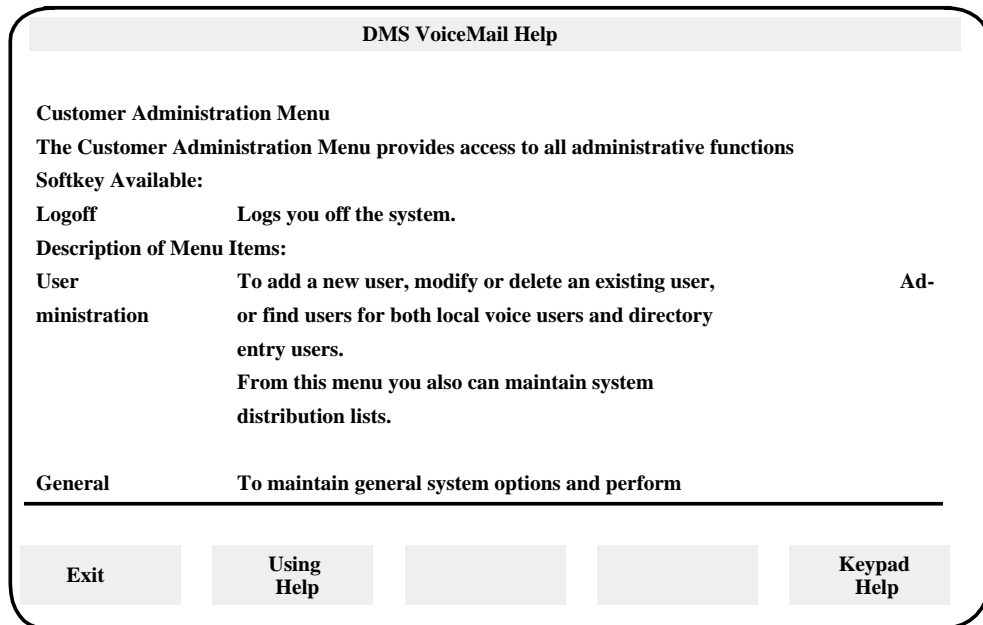 DMS VoiceMail Help
Customer Administration Menu
The Customer Administration Menu provides access to all administrative functions
Softkey Available:
Logoff Logs you off the system.
Description of Menu Items:
User To add a new user, modify or delete an existing user, Ad-
ministration or find users for both local voice users and directory
entry users.
From this menu you also can maintain system
distribution lists.
General To maintain general system options and perform
Exit
Using
Help
Keypad
Help